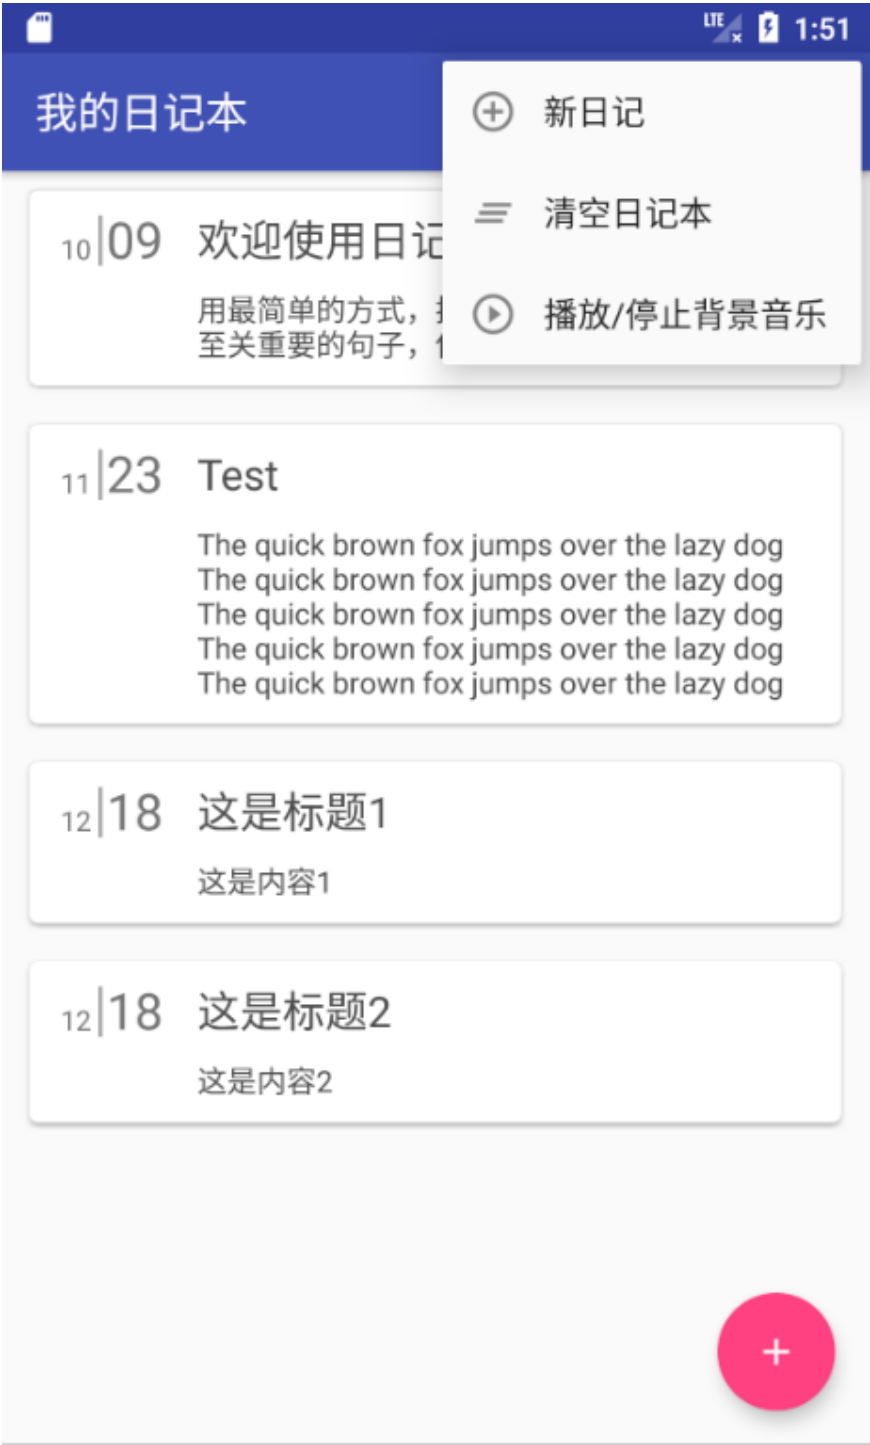 LTE 1:51
我的日记本
新日记
清空日记本
播放/停止背景音乐
10 09 欢迎使用日记
用最简单的方式，
至关重要的句子，
11 23 Test
The quick brown fox jumps over the lazy dog
The quick brown fox jumps over the lazy dog
The quick brown fox jumps over the lazy dog
The quick brown fox jumps over the lazy dog
The quick brown fox jumps over the lazy dog
12 18 这是标题1
这是内容1
12 18 这是标题2
这是内容2